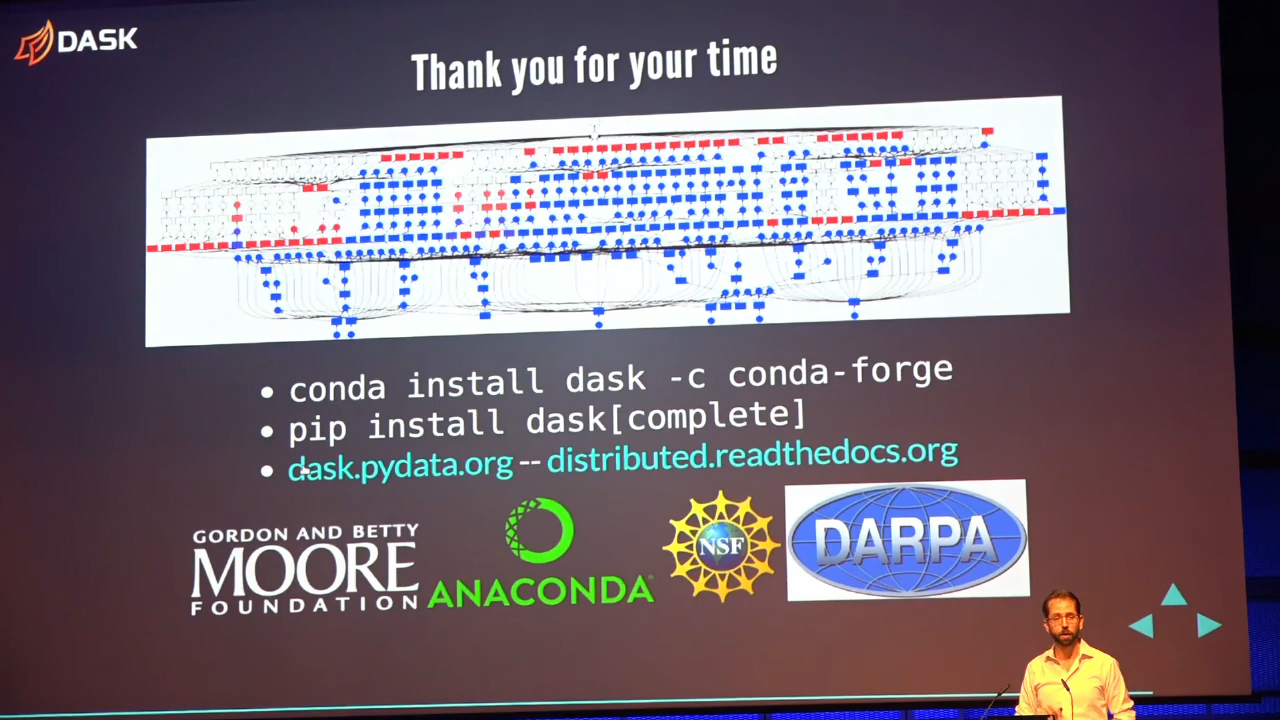 DASK
Thank you for your time
• conda install dask -c conda-forge
• pip install dask[complete]
• dask.pydata.org -- distributed.readthedocs.org
GORDON AND BETTY
MOORE
FOUNDATION
ANACONDA
NSF
DARPA